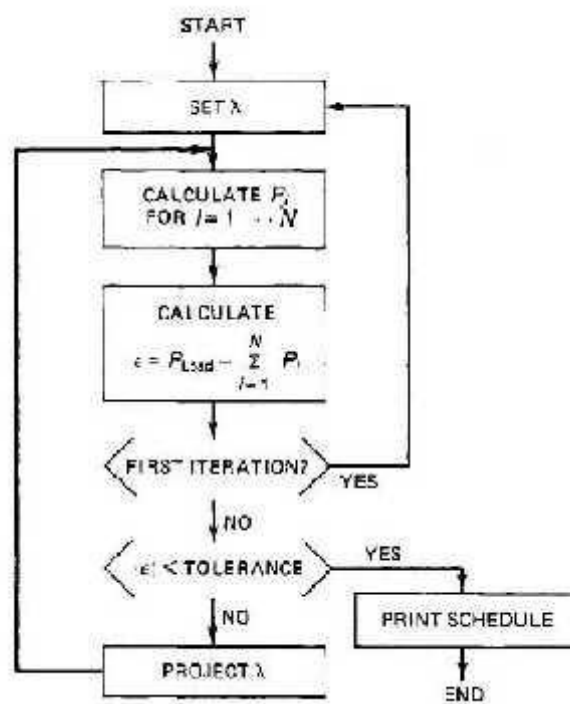 START
SET λ
CALCULATE Pi
FOR i = 1 ... N
CALCULATE
ε = PLoad − Σ Pi
N
i=1
FIRST ITERATION?
YES
NO
|ε| < TOLERANCE
YES
NO
PRINT SCHEDULE
PROJECT λ
END